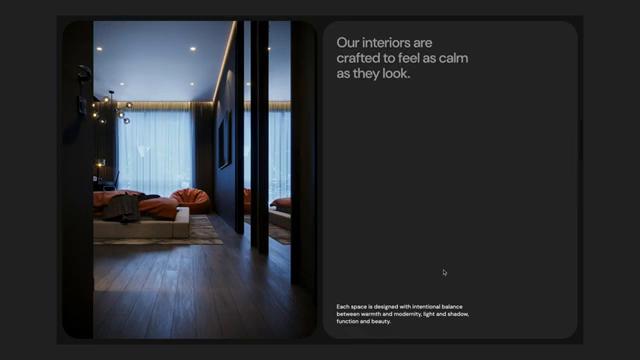 Our interiors are
crafted to feel as calm
as they look.
Each space is designed with intentional balance
between warmth and modernity, light and shadow,
function and beauty.